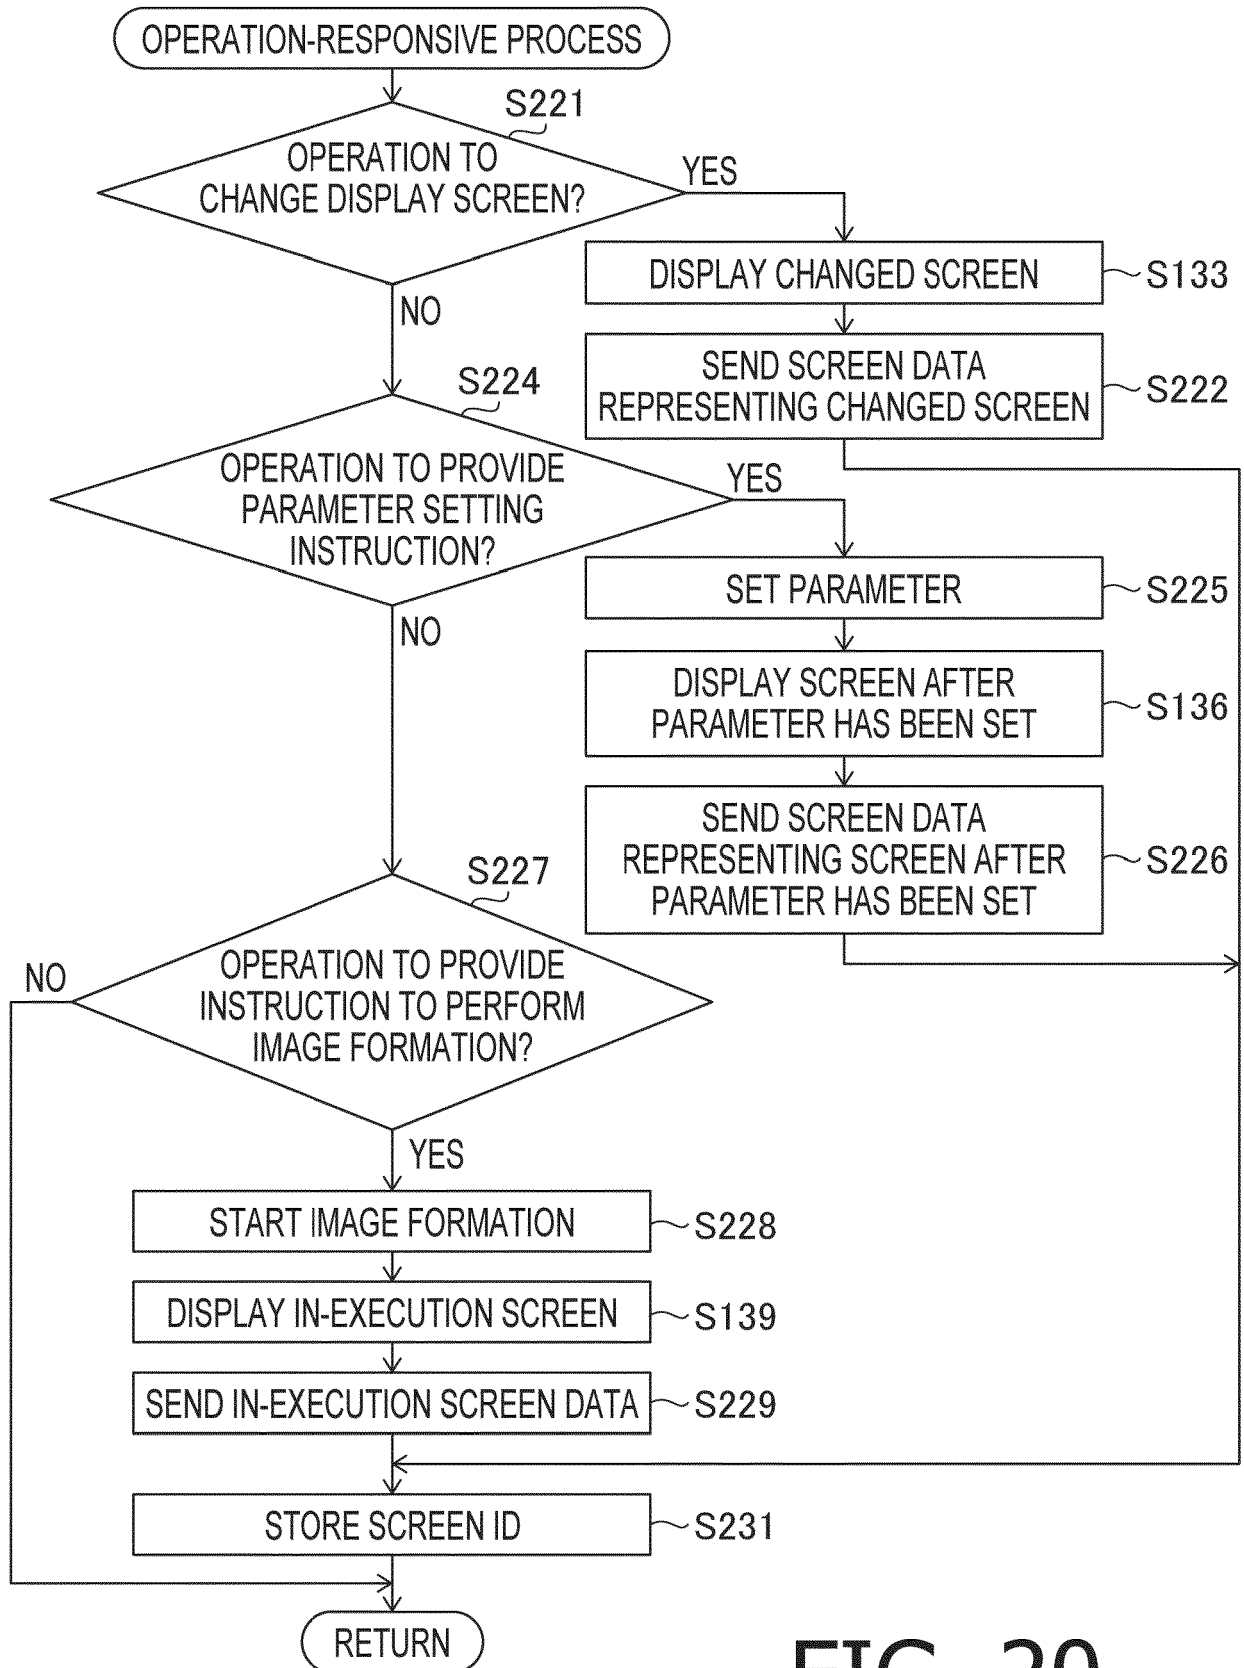 OPERATION-RESPONSIVE PROCESS
S221
OPERATION TO
CHANGE DISPLAY SCREEN?
YES
NO
DISPLAY CHANGED SCREEN
S133
SEND SCREEN DATA
REPRESENTING CHANGED SCREEN
S222
S224
OPERATION TO PROVIDE
PARAMETER SETTING
INSTRUCTION?
YES
NO
SET PARAMETER
S225
DISPLAY SCREEN AFTER
PARAMETER HAS BEEN SET
S136
SEND SCREEN DATA
REPRESENTING SCREEN AFTER
PARAMETER HAS BEEN SET
S226
S227
OPERATION TO PROVIDE
INSTRUCTION TO PERFORM
IMAGE FORMATION?
NO
YES
START IMAGE FORMATION
S228
DISPLAY IN-EXECUTION SCREEN
S139
SEND IN-EXECUTION SCREEN DATA
S229
STORE SCREEN ID
S231
RETURN
FIG. 20